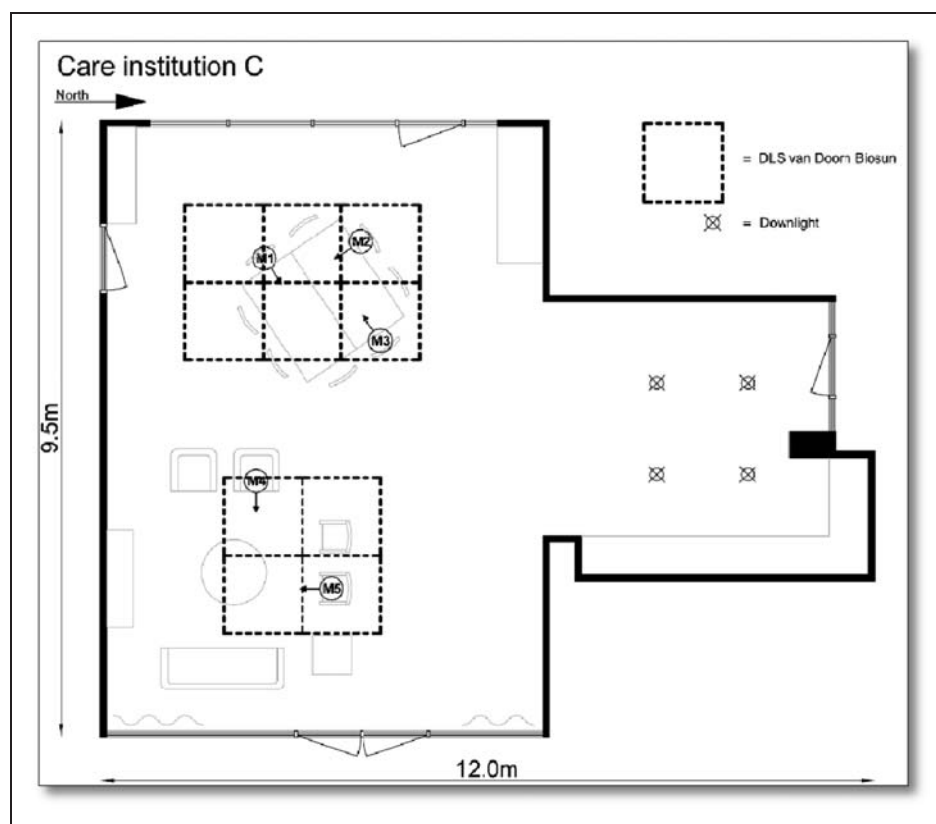 Care institution C
North
= DLS van Doorn Biosun
= Downlight
M1
M2
M3
9.5m
M4
M5
12.0m